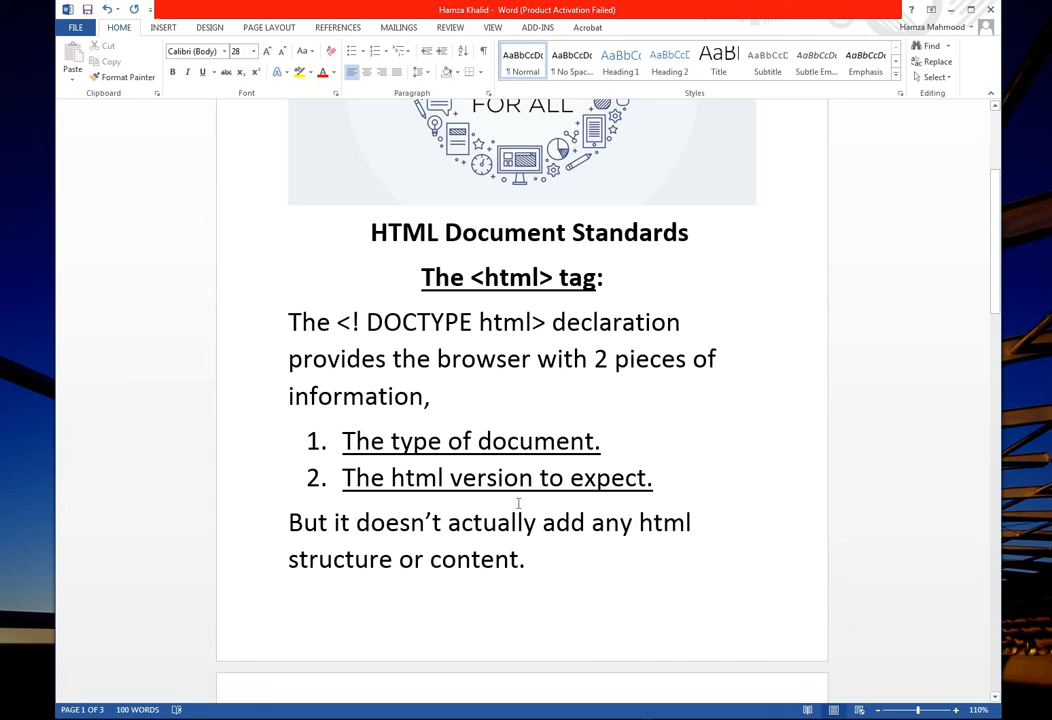 Hamza Khalid - Word (Product Activation Failed)
FILE HOME INSERT DESIGN PAGE LAYOUT REFERENCES MAILINGS REVIEW VIEW ADD-INS Acrobat Hamza Mahmood
Paste
Cut
Copy
Format Painter
Clipboard
Calibri (Body) 28
Font
Paragraph
AaBbCcDc AaBbCcDc AaBbCc AaBbCcE AaBl AaBbCcD AaBbCcDc AaBbCcDc
¶ Normal ¶ No Spac... Heading 1 Heading 2 Title Subtitle Subtle Em... Emphasis
Styles
Find
Replace
Select
Editing
FOR ALL
HTML Document Standards
The <html> tag:
The <! DOCTYPE html> declaration
provides the browser with 2 pieces of
information,
1. The type of document.
2. The html version to expect.
But it doesn’t actually add any html
structure or content.
PAGE 1 OF 3 100 WORDS 110%